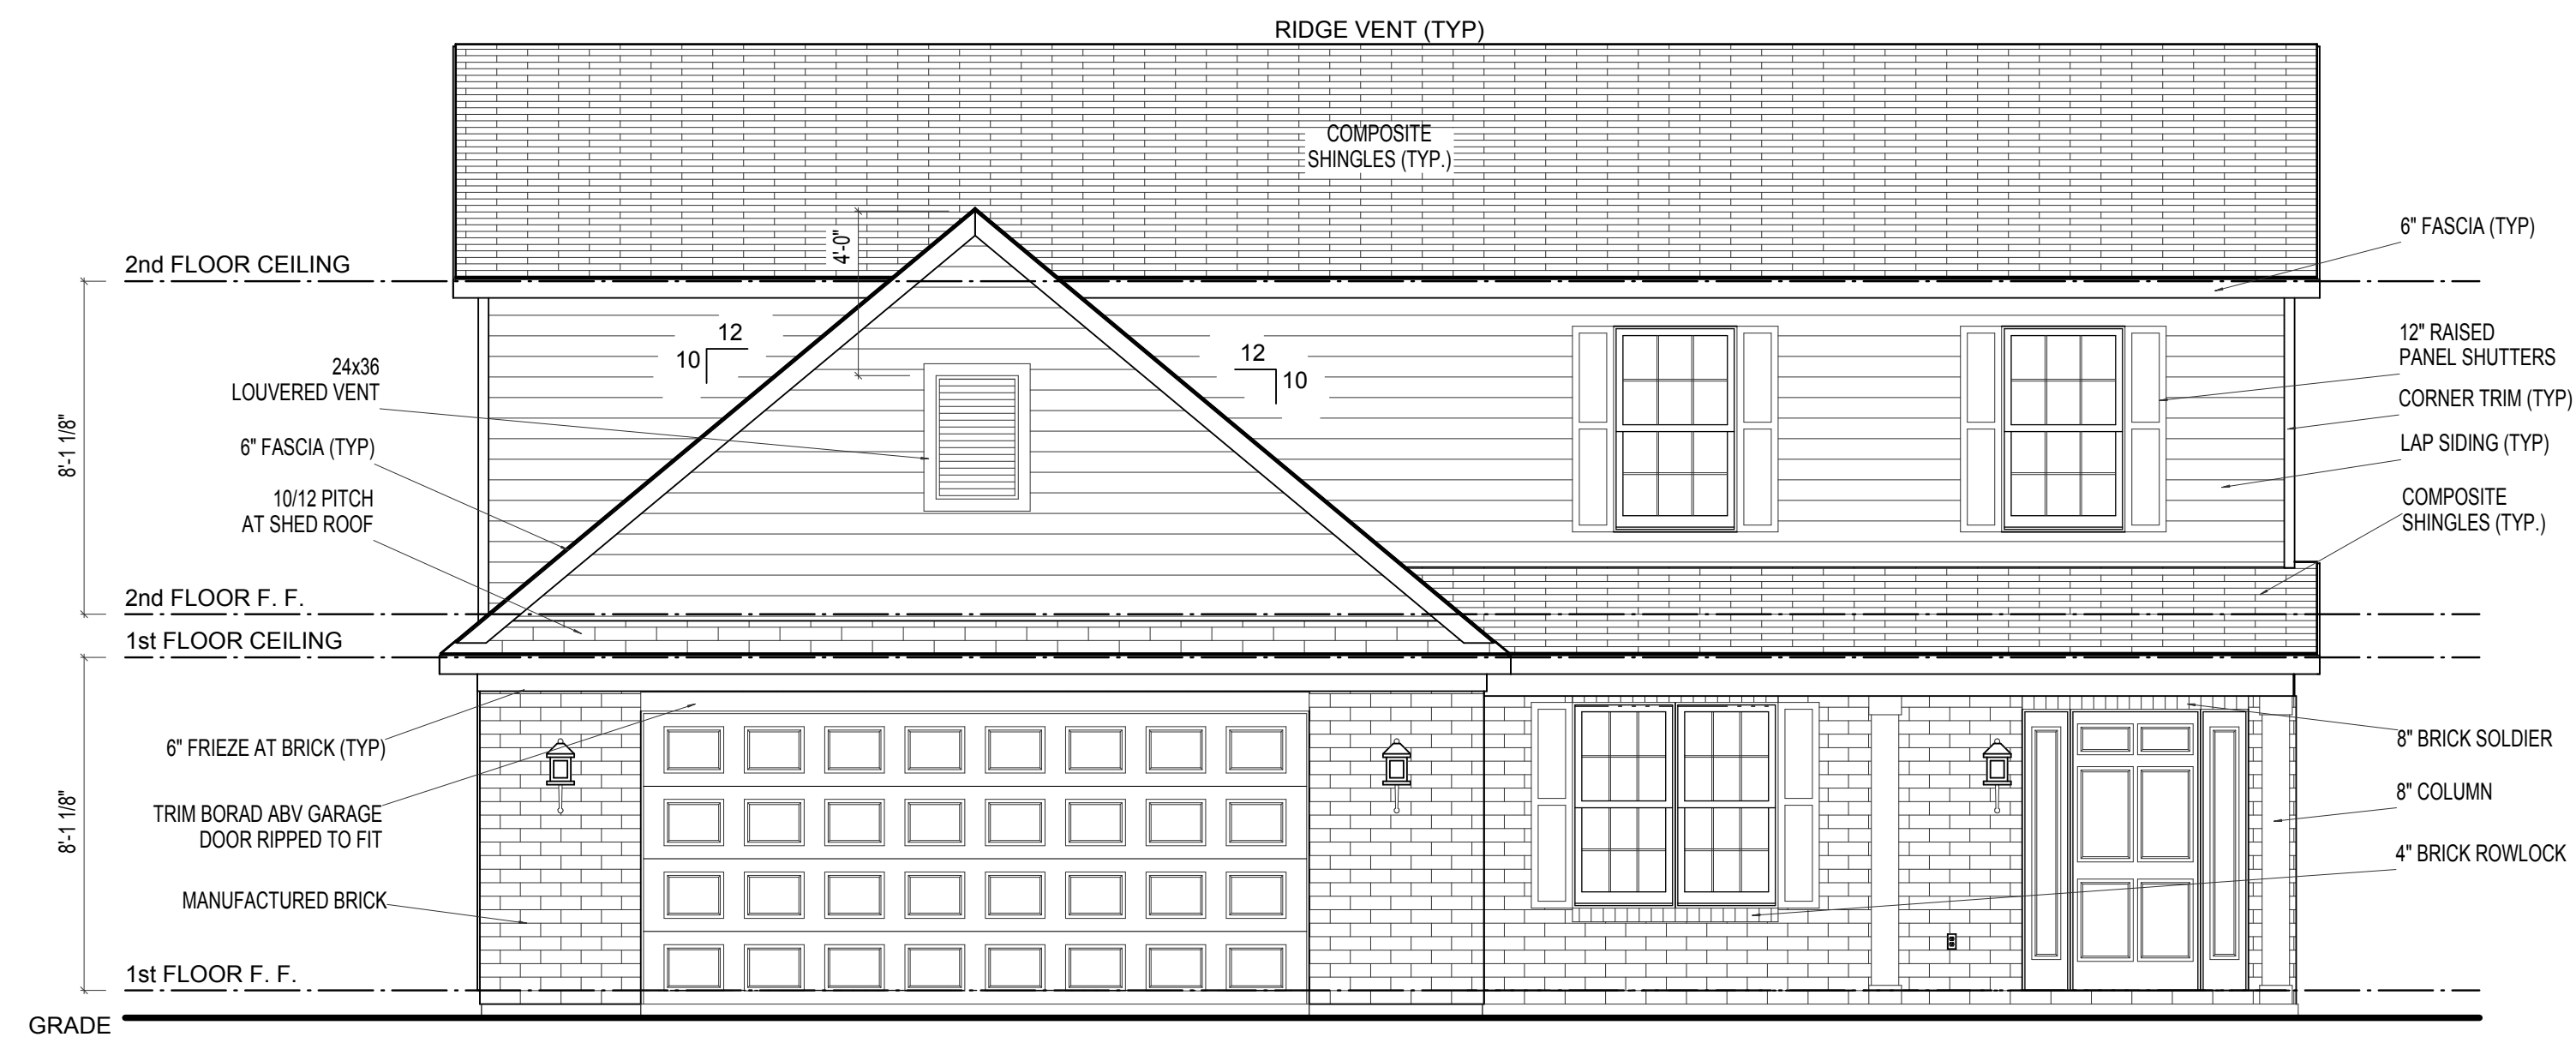 RIDGE VENT (TYP)
COMPOSITE
SHINGLES (TYP.)
6" FASCIA (TYP)
4'-0"
2nd FLOOR CEILING
12
10
12
10
12" RAISED
PANEL SHUTTERS
24x36
LOUVERED VENT
CORNER TRIM (TYP)
8'-1 1/8"
6" FASCIA (TYP)
LAP SIDING (TYP)
10/12 PITCH
AT SHED ROOF
COMPOSITE
SHINGLES (TYP.)
2nd FLOOR F. F.
1st FLOOR CEILING
6" FRIEZE AT BRICK (TYP)
8" BRICK SOLDIER
8'-1 1/8"
TRIM BORAD ABV GARAGE
DOOR RIPPED TO FIT
8" COLUMN
4" BRICK ROWLOCK
MANUFACTURED BRICK
1st FLOOR F. F.
GRADE